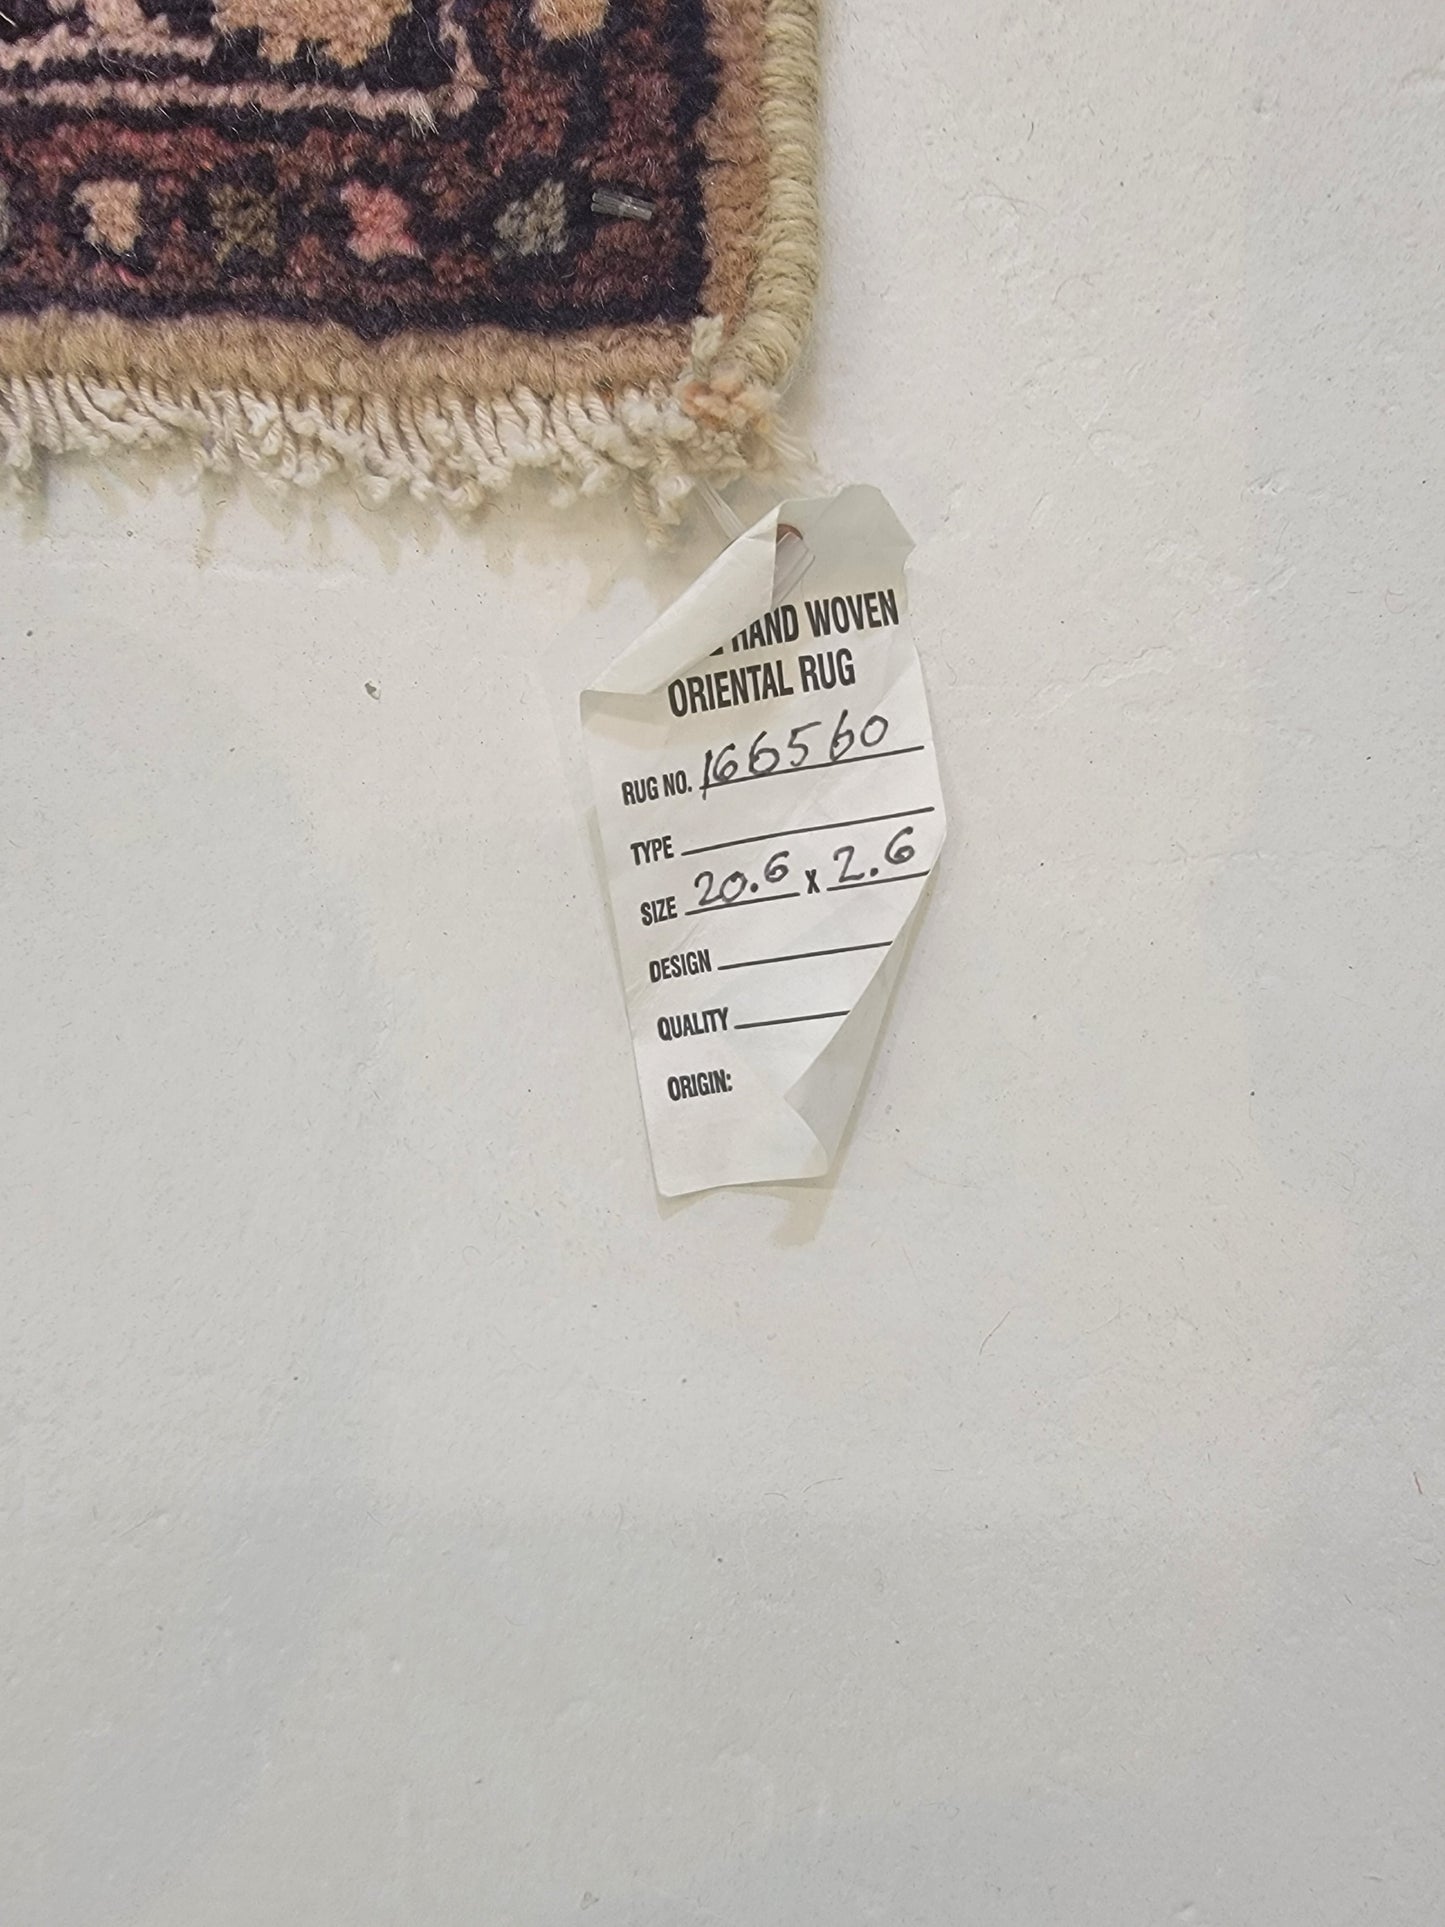 HAND WOVEN
ORIENTAL RUG
RUG NO. 166560
TYPE
SIZE 20.6 X 2.6
DESIGN
QUALITY
ORIGIN: